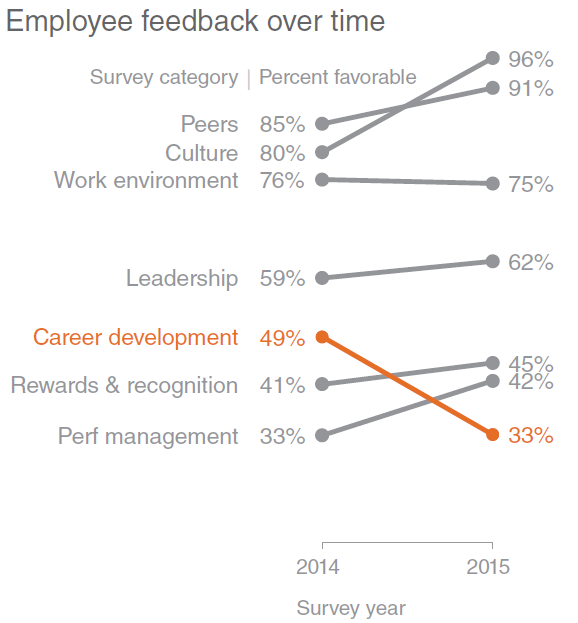 Employee feedback over time
Survey category | Percent favorable
96%
91%
Peers 85%
Culture 80%
Work environment 76% 75%
Leadership 59% 62%
Career development 49%
Rewards & recognition 41% 45%
42%
Perf management 33% 33%
2014 2015
Survey year